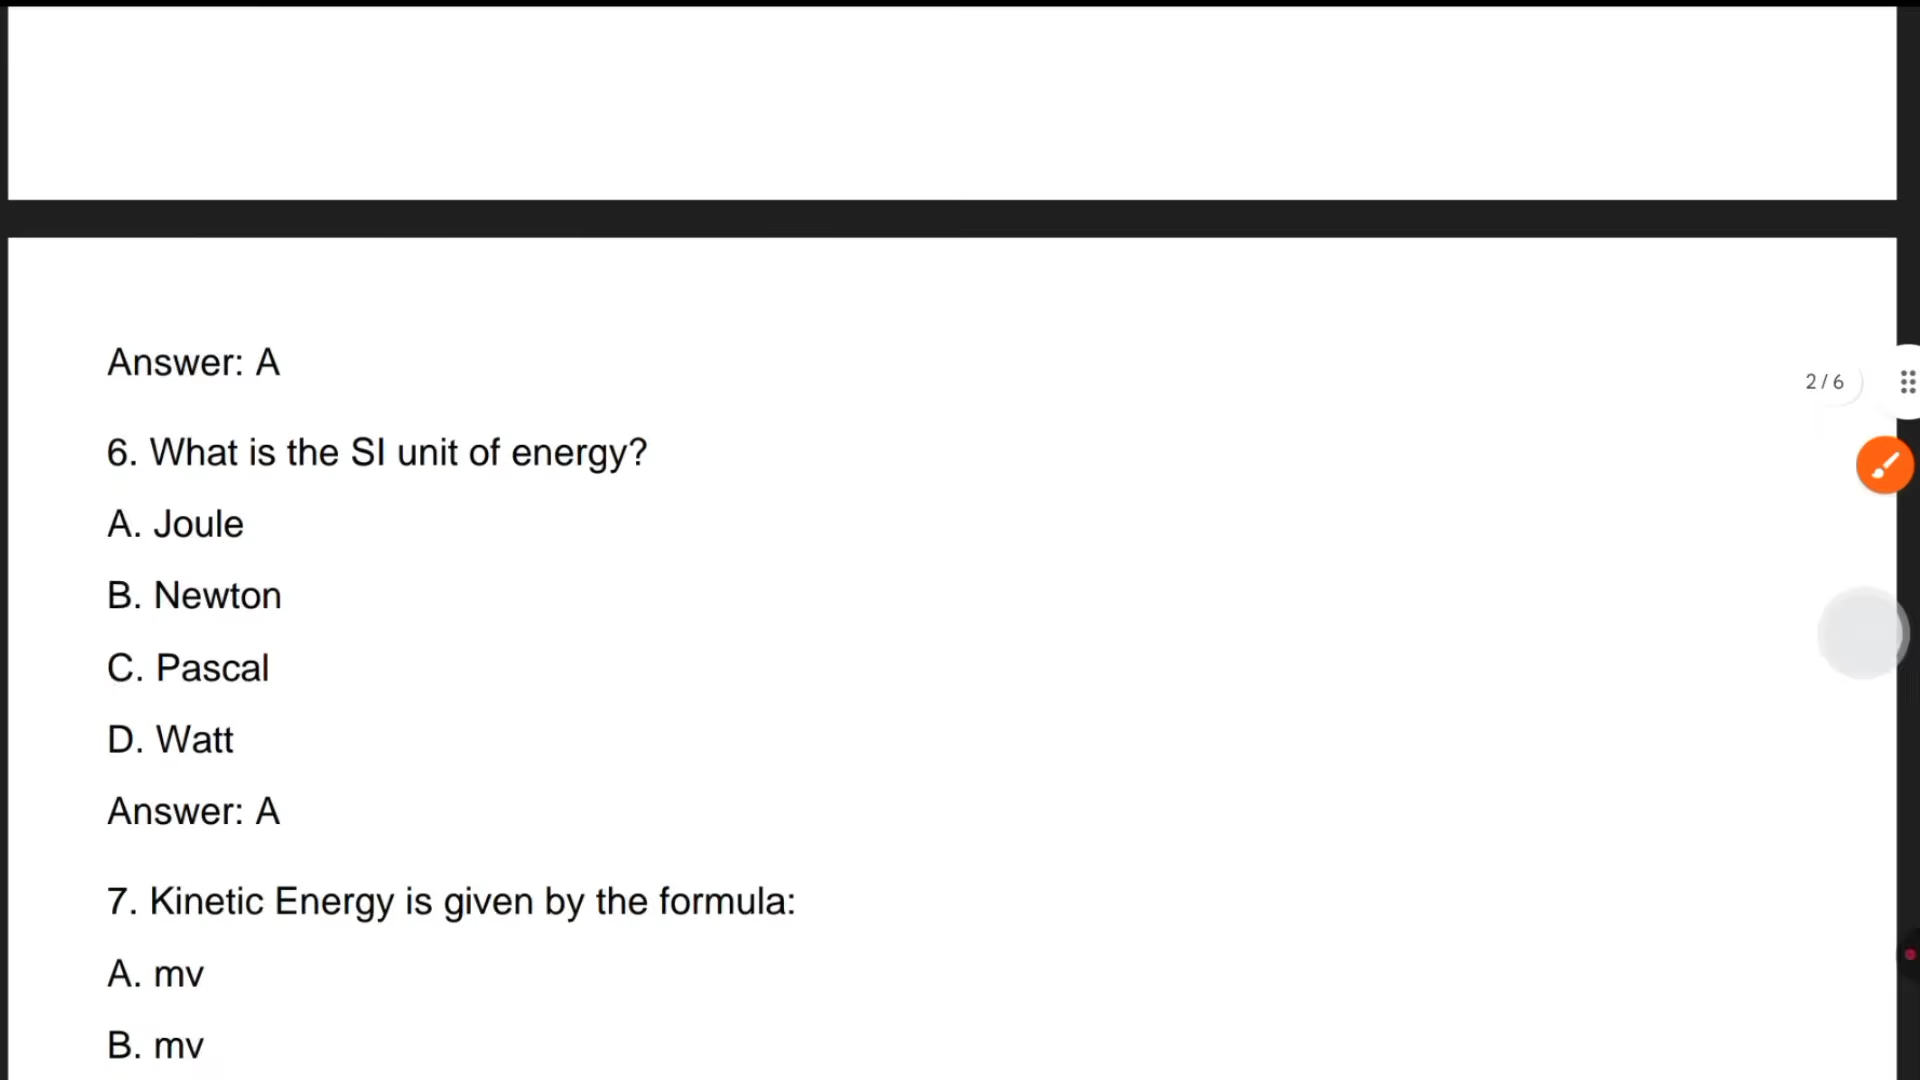 Answer: A
2 / 6
6. What is the SI unit of energy?
A. Joule
B. Newton
C. Pascal
D. Watt
Answer: A
7. Kinetic Energy is given by the formula:
A. mv
B. mv